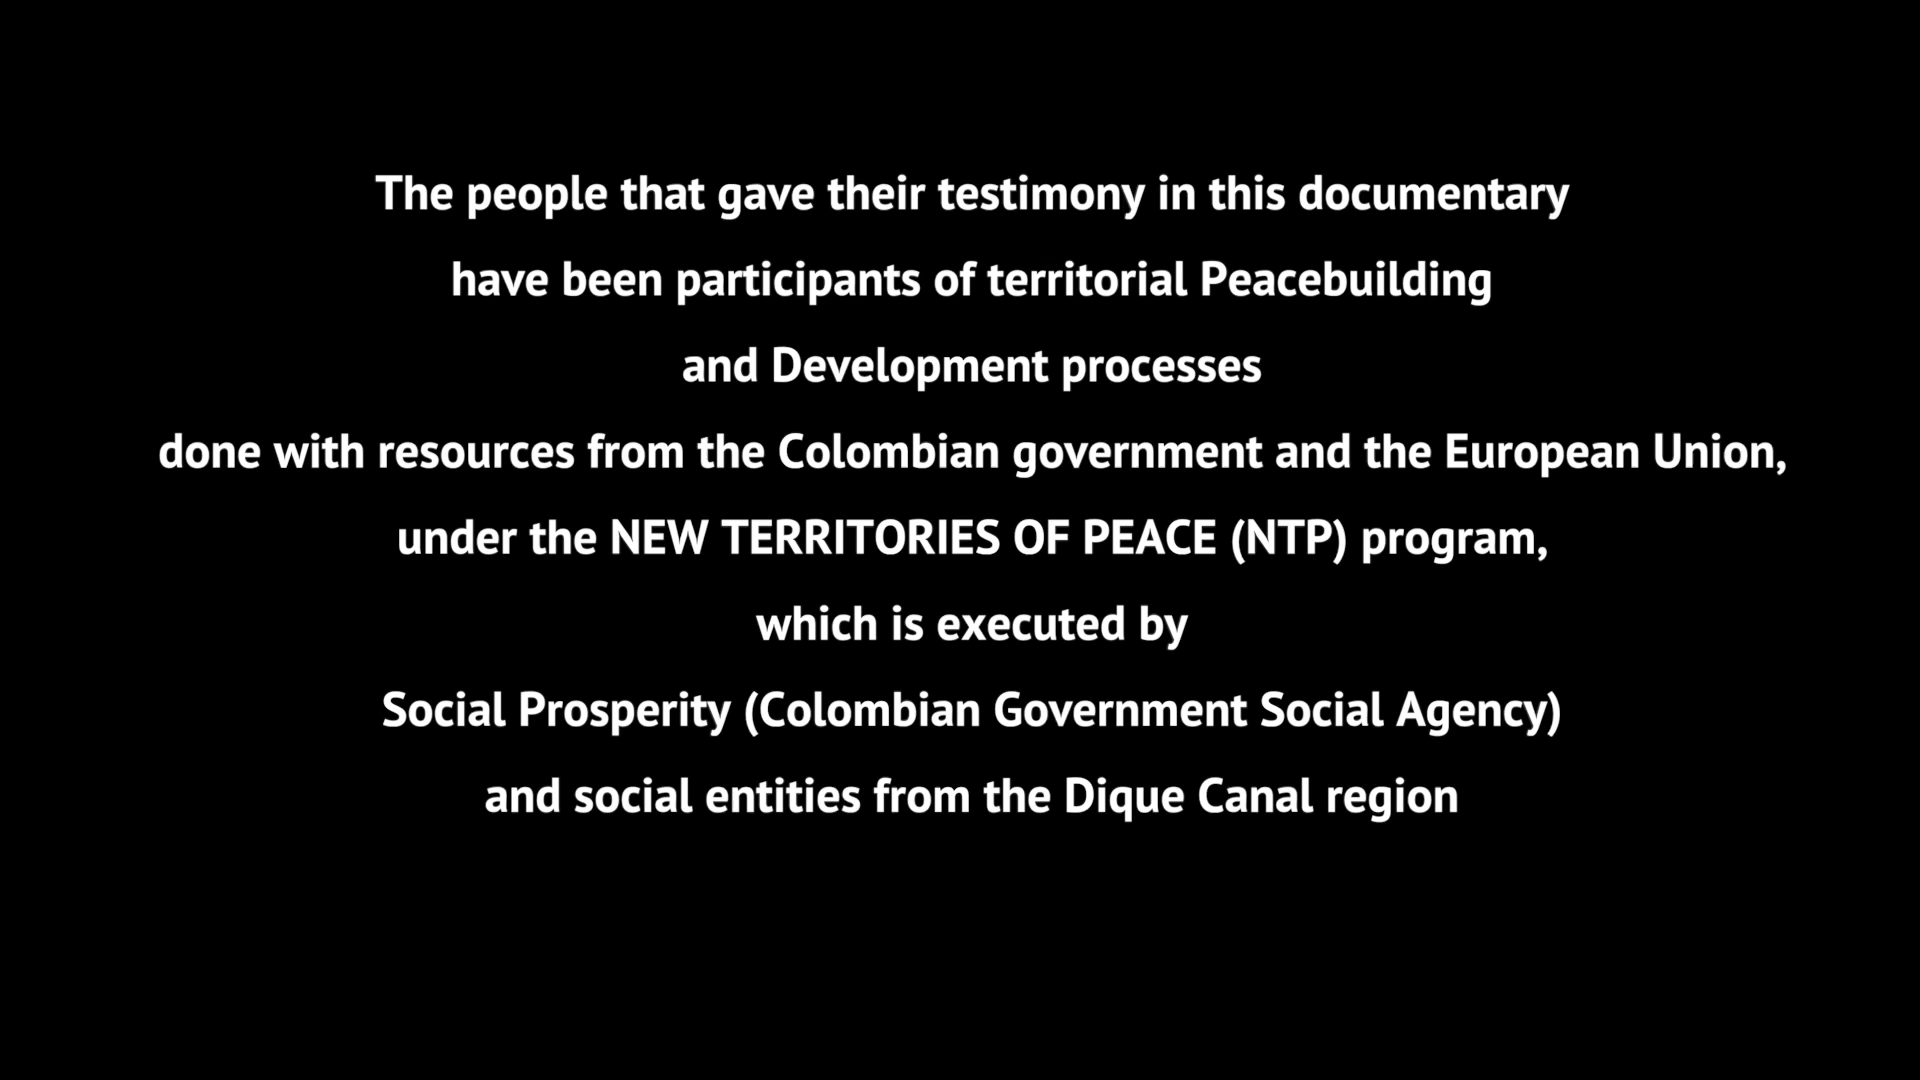 The people that gave their testimony in this documentary
have been participants of territorial Peacebuilding
and Development processes
done with resources from the Colombian government and the European Union,
under the NEW TERRITORIES OF PEACE (NTP) program,
which is executed by
Social Prosperity (Colombian Government Social Agency)
and social entities from the Dique Canal region